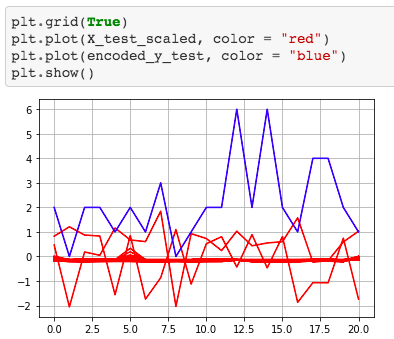 plt.grid(True)
plt.plot(X_test_scaled, color = "red")
plt.plot(encoded_y_test, color = "blue")
plt.show()
6
5
4
3
2
1
0
−1
−2
0.0 2.5 5.0 7.5 10.0 12.5 15.0 17.5 20.0